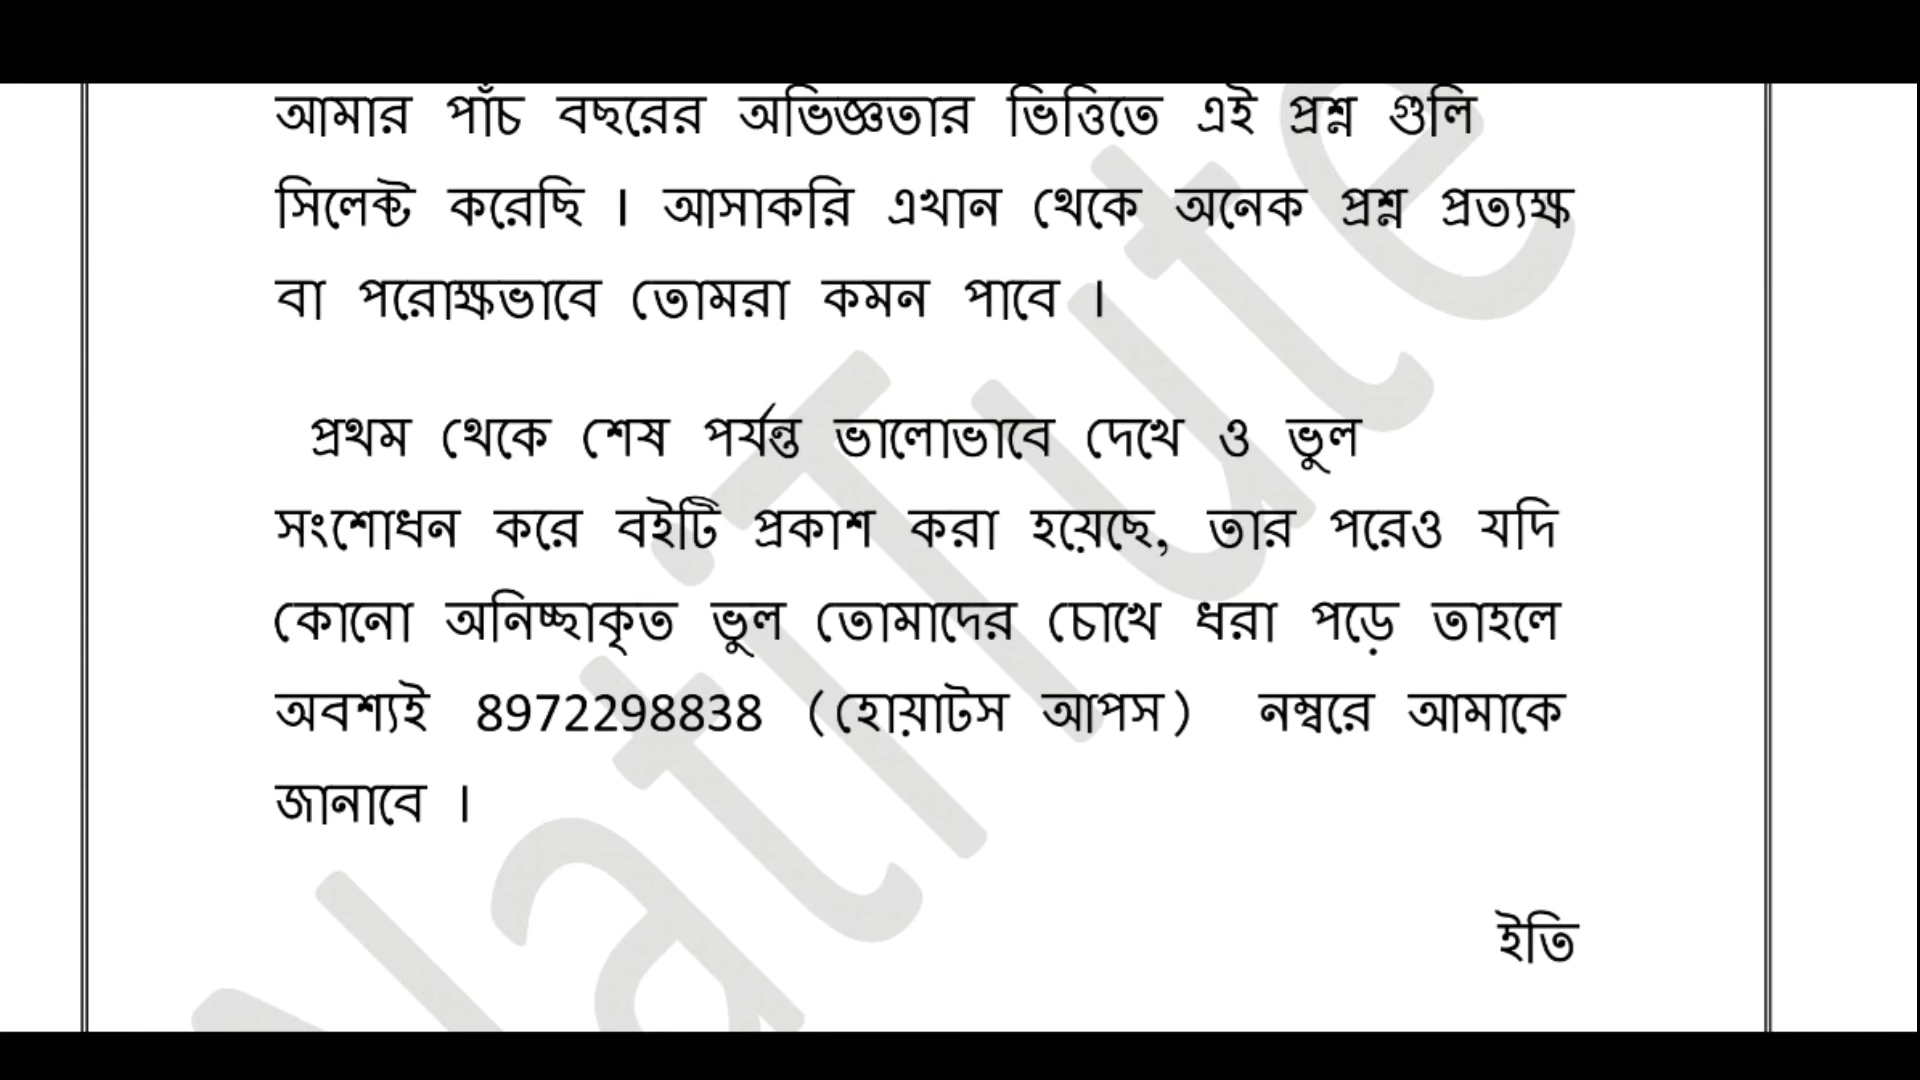 আমার পাঁচ বছরের অভিজ্ঞতার ভিত্তিতে এই প্রশ্ন গুলি
সিলেক্ট করেছি । আসাকরি এখান থেকে অনেক প্রশ্ন প্রত্যক্ষ
বা পরোক্ষভাবে তোমরা কমন পাবে ।
প্রথম থেকে শেষ পর্যন্ত ভালোভাবে দেখে ও ভুল
সংশোধন করে বইটি প্রকাশ করা হয়েছে, তার পরেও যদি
কোনো অনিচ্ছাকৃত ভুল তোমাদের চোখে ধরা পড়ে তাহলে
অবশ্যই 8972298838 (হোয়াটস আপস) নম্বরে আমাকে
জানাবে ।
ইতি